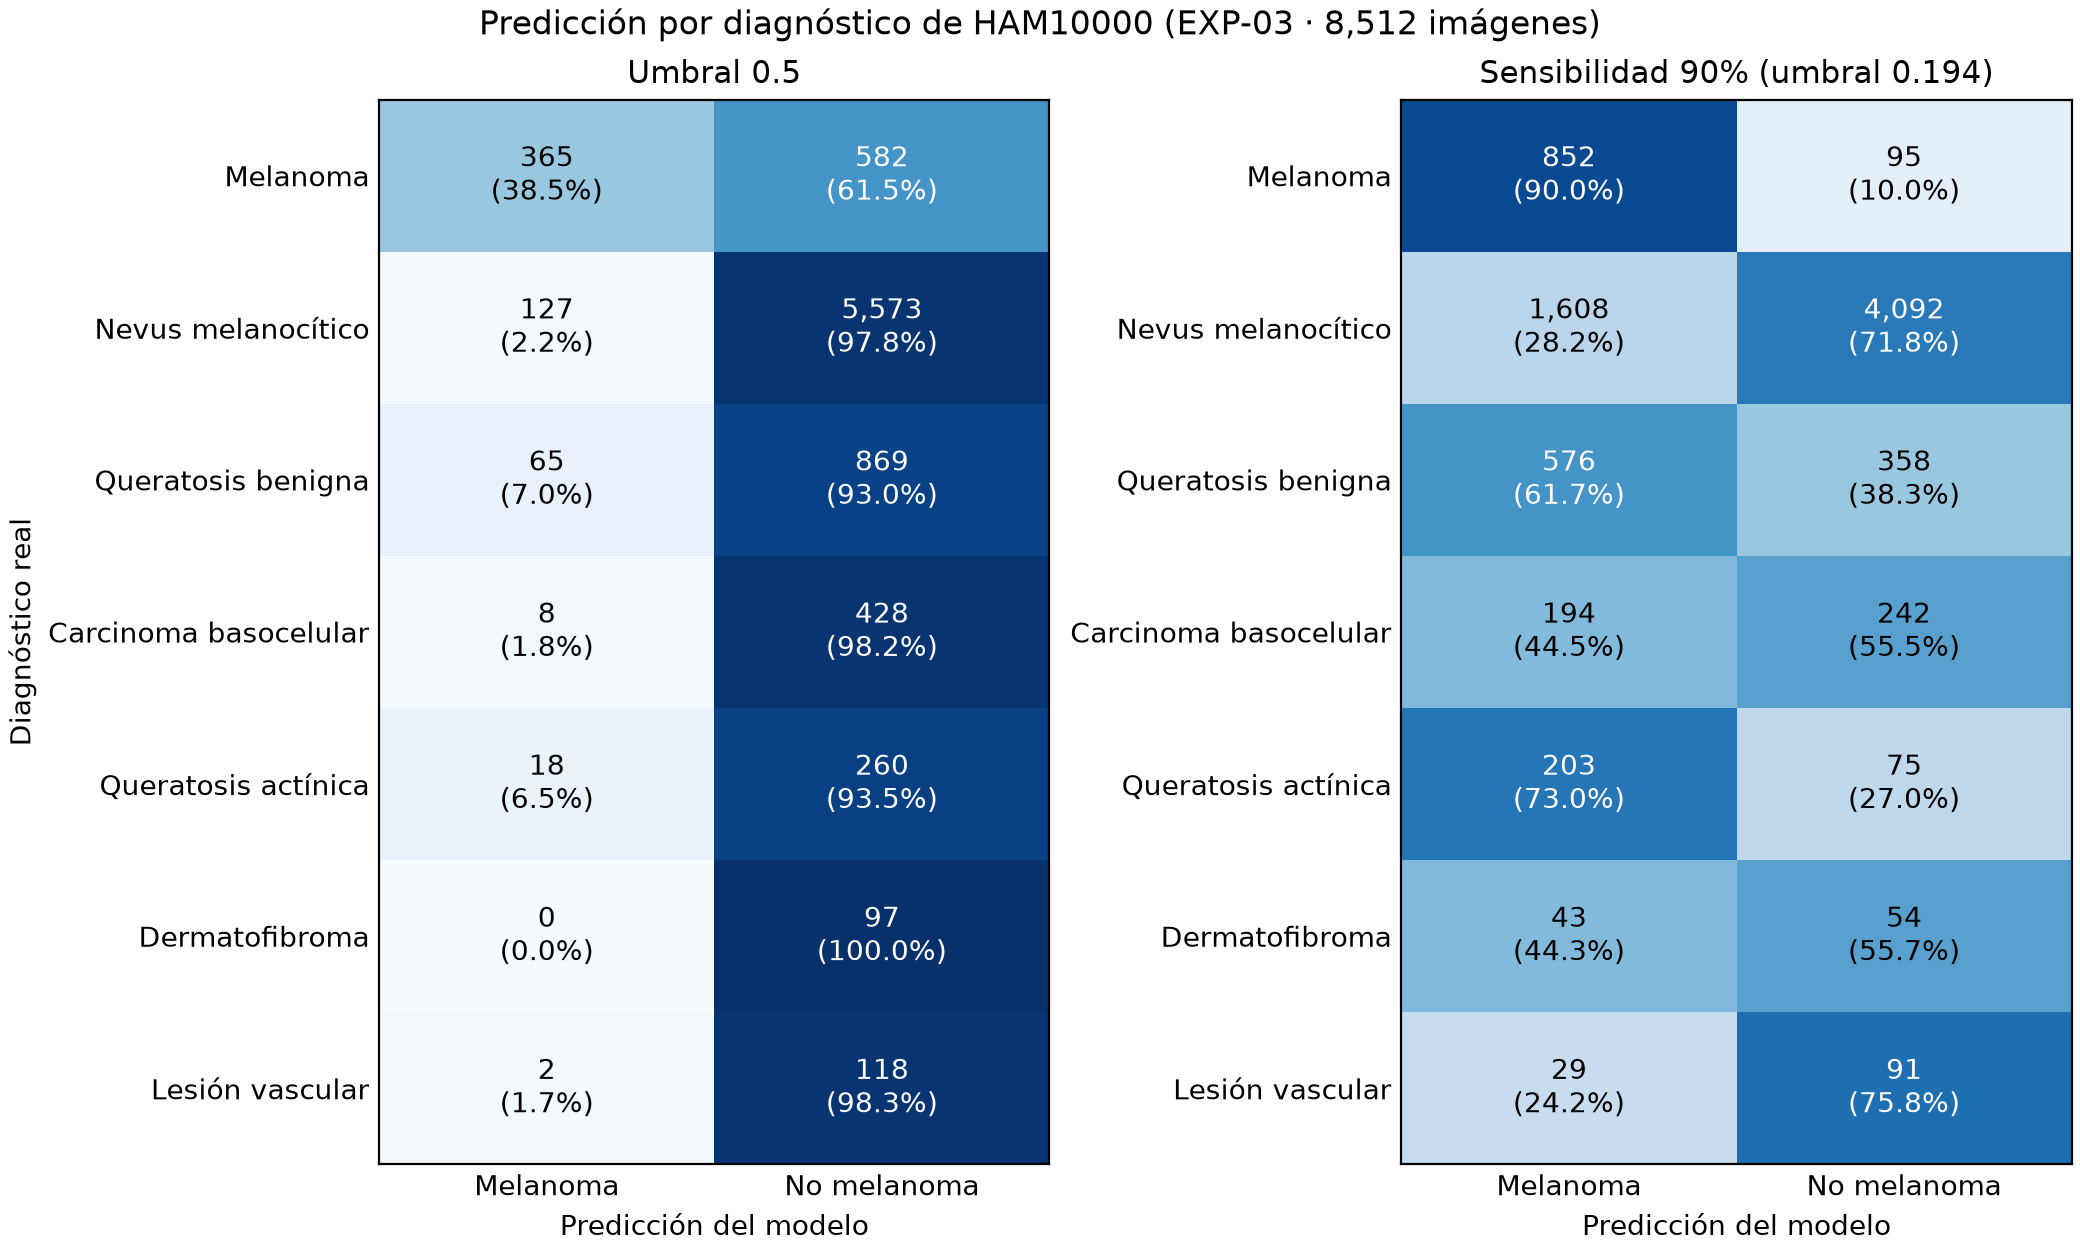 Predicción por diagnóstico de HAM10000 (EXP-03 · 8,512 imágenes)
Umbral 0.5
Diagnóstico real
Melanoma
365
(38.5%)
582
(61.5%)
Nevus melanocítico
127
(2.2%)
5,573
(97.8%)
Queratosis benigna
65
(7.0%)
869
(93.0%)
Carcinoma basocelular
8
(1.8%)
428
(98.2%)
Queratosis actínica
18
(6.5%)
260
(93.5%)
Dermatofibroma
0
(0.0%)
97
(100.0%)
Lesión vascular
2
(1.7%)
118
(98.3%)
Melanoma
No melanoma
Predicción del modelo
Sensibilidad 90% (umbral 0.194)
Melanoma
852
(90.0%)
95
(10.0%)
Nevus melanocítico
1,608
(28.2%)
4,092
(71.8%)
Queratosis benigna
576
(61.7%)
358
(38.3%)
Carcinoma basocelular
194
(44.5%)
242
(55.5%)
Queratosis actínica
203
(73.0%)
75
(27.0%)
Dermatofibroma
43
(44.3%)
54
(55.7%)
Lesión vascular
29
(24.2%)
91
(75.8%)
Melanoma
No melanoma
Predicción del modelo